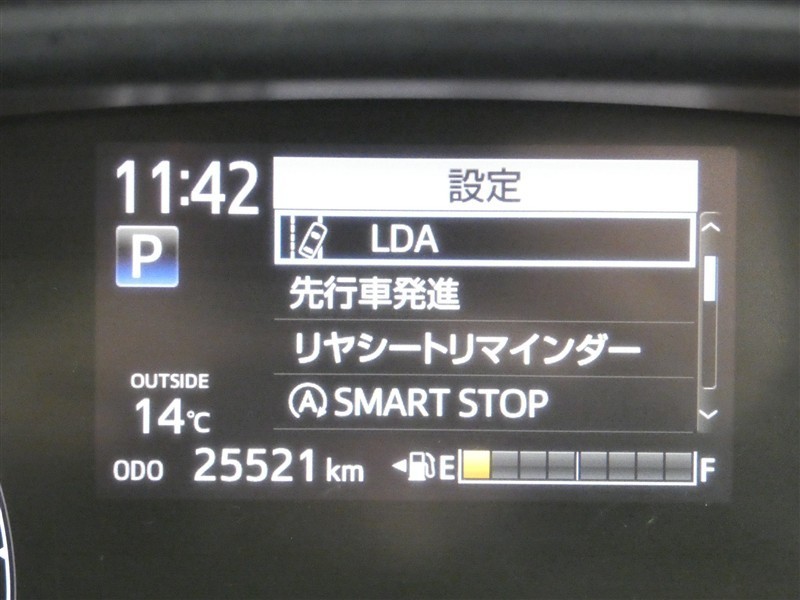 11:42
設定
P
LDA
先行車発進
リヤシートリマインダー
A SMART STOP
OUTSIDE
14℃
ODO 25521 km E F